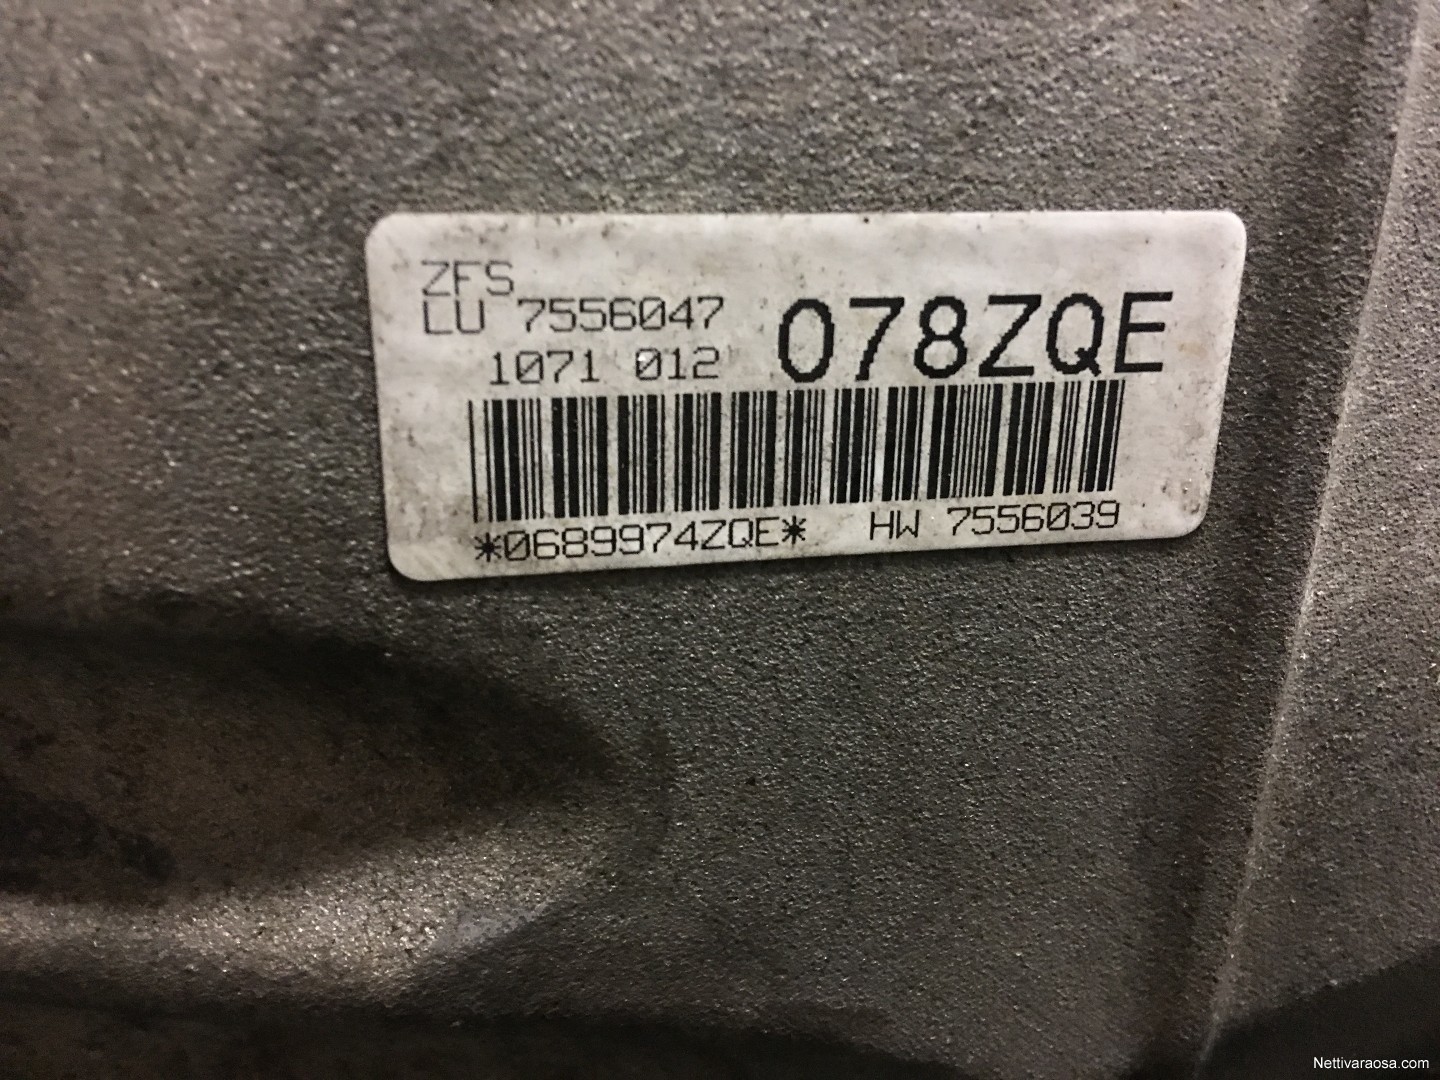 ZFS
LU 7556047
1071 012
078ZQE
*0689974ZQE* HW 7556039
Nettivaraosa.com